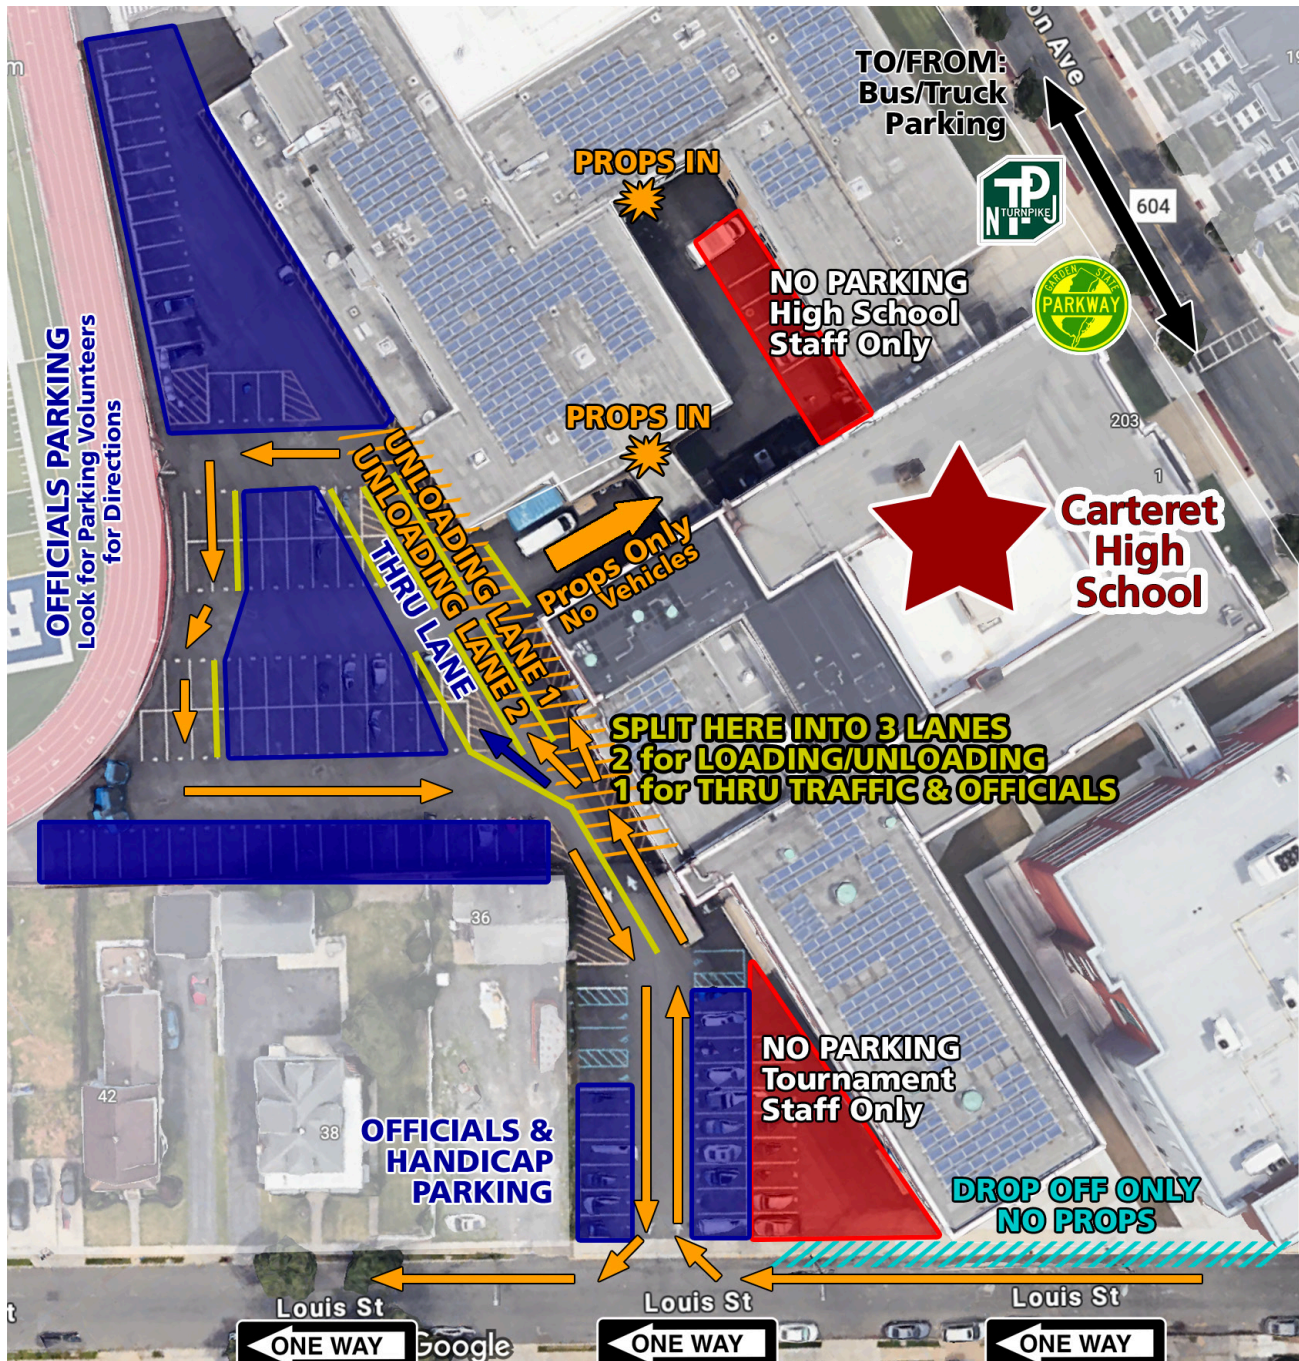 TO/FROM:
Bus/Truck
Parking
on Ave
19
m
PROPS IN
NTPJ
TURNPIKE
604
GARDEN STATE
PARKWAY
NO PARKING
High School
Staff Only
OFFICIALS PARKING
Look for Parking Volunteers
for Directions
PROPS IN
203
1
UNLOADING LANE 1
UNLOADING LANE 2
THRU LANE
Props Only
No Vehicles
Carteret
High
School
SPLIT HERE INTO 3 LANES
2 for LOADING/UNLOADING
1 for THRU TRAFFIC & OFFICIALS
36
42
38
NO PARKING
Tournament
Staff Only
OFFICIALS &
HANDICAP
PARKING
DROP OFF ONLY
NO PROPS
t
Louis St
Louis St
Louis St
ONE WAY
Google
ONE WAY
ONE WAY